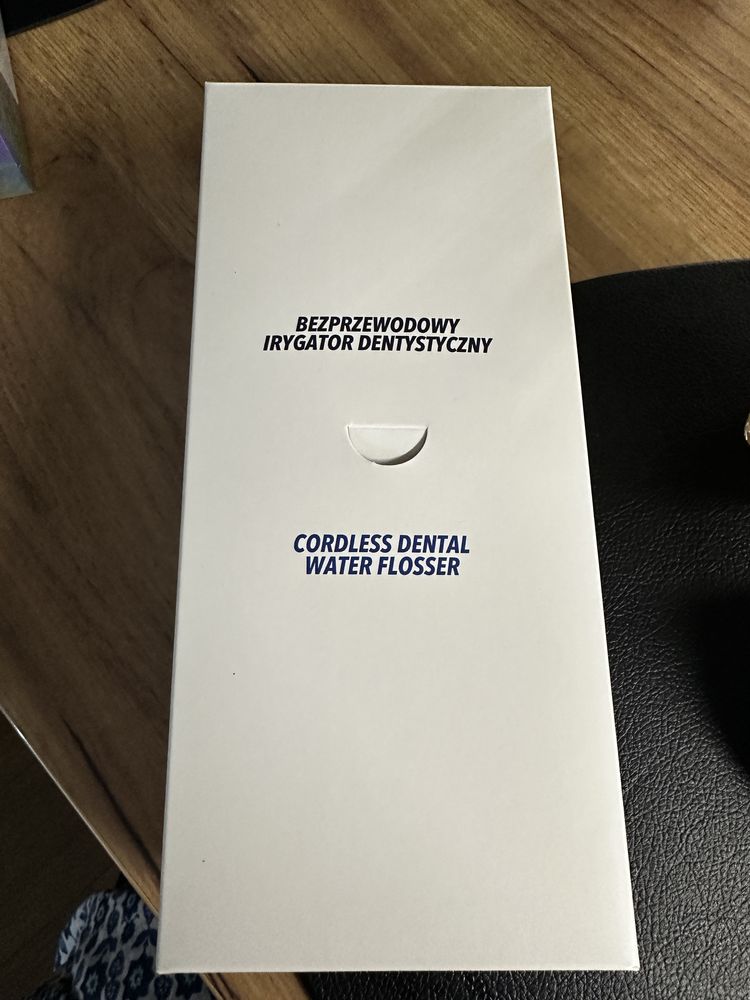 BEZPRZEWODOWY
IRYGATOR DENTYSTYCZNY
CORDLESS DENTAL
WATER FLOSSER